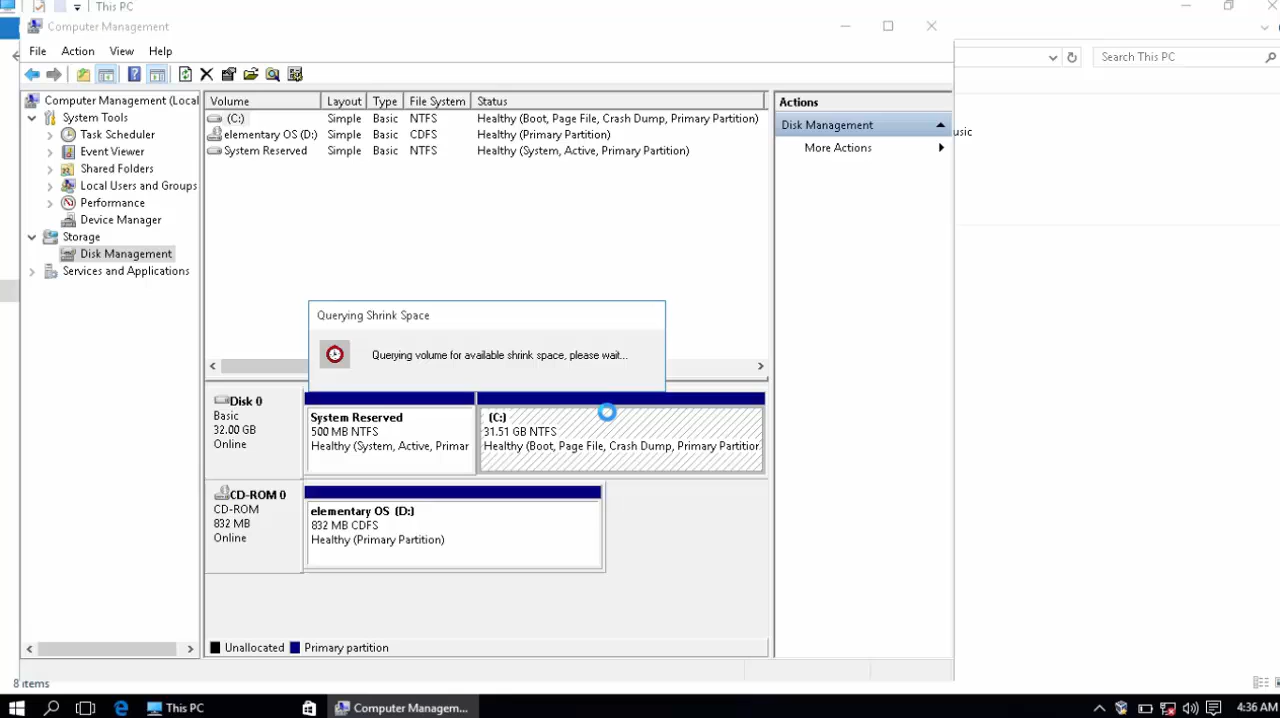 This PC
Computer Management
File Action View Help
Search This PC
Volume Layout Type File System Status
(C:) Simple Basic NTFS Healthy (Boot, Page File, Crash Dump, Primary Partition)
elementary OS (D:) Simple Basic CDFS Healthy (Primary Partition)
System Reserved Simple Basic NTFS Healthy (System, Active, Primary Partition)
Computer Management (Local
System Tools
Task Scheduler
Event Viewer
Shared Folders
Local Users and Groups
Performance
Device Manager
Storage
Disk Management
Services and Applications
Actions
Disk Management
More Actions
usic
Querying Shrink Space
Querying volume for available shrink space, please wait...
Disk 0
Basic
32.00 GB
Online
System Reserved
500 MB NTFS
Healthy (System, Active, Primar
(C:)
31.51 GB NTFS
Healthy (Boot, Page File, Crash Dump, Primary Partition
CD-ROM 0
CD-ROM
832 MB
Online
elementary OS (D:)
832 MB CDFS
Healthy (Primary Partition)
Unallocated Primary partition
8 items
This PC Computer Managem... 4:36 AM